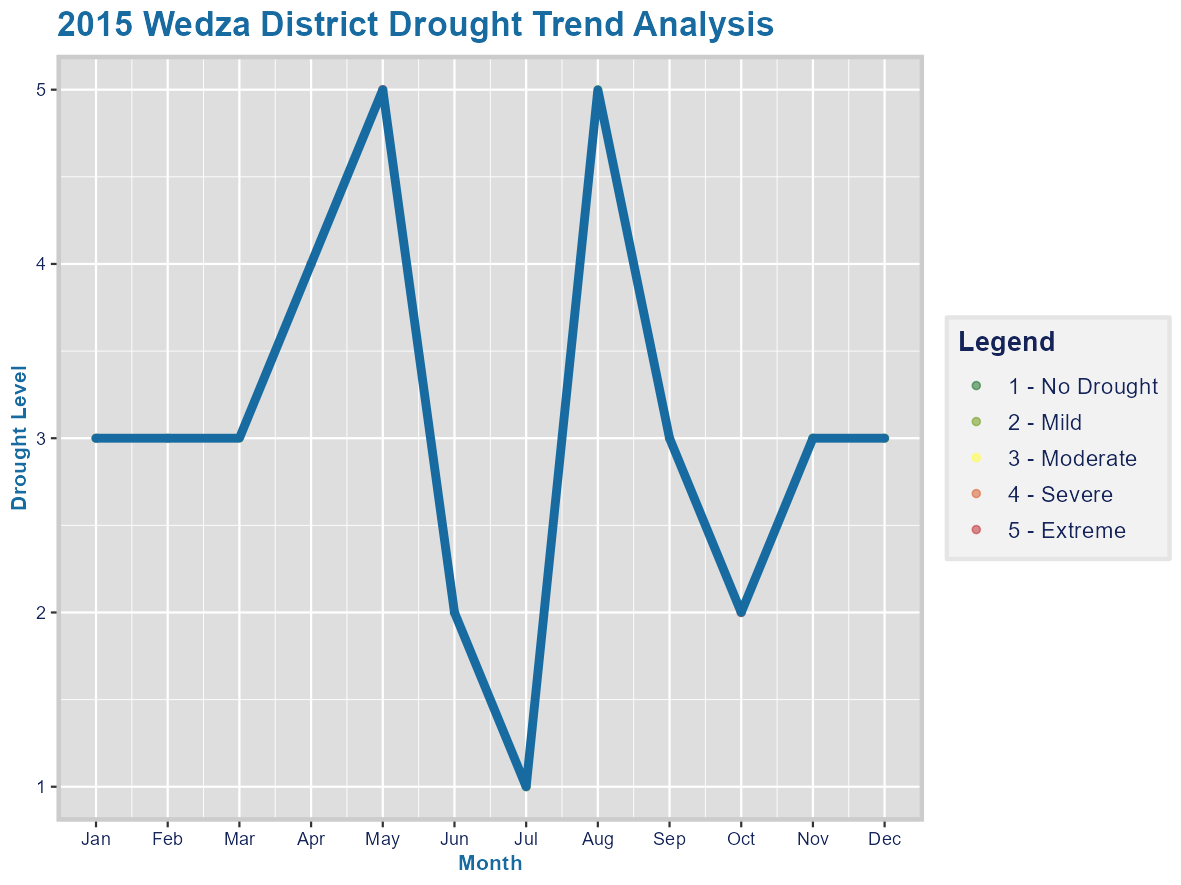 2015 Wedza District Drought Trend Analysis
Drought Level
5
4
3
2
1
Jan Feb Mar Apr May Jun Jul Aug Sep Oct Nov Dec
Month
Legend
1 - No Drought
2 - Mild
3 - Moderate
4 - Severe
5 - Extreme